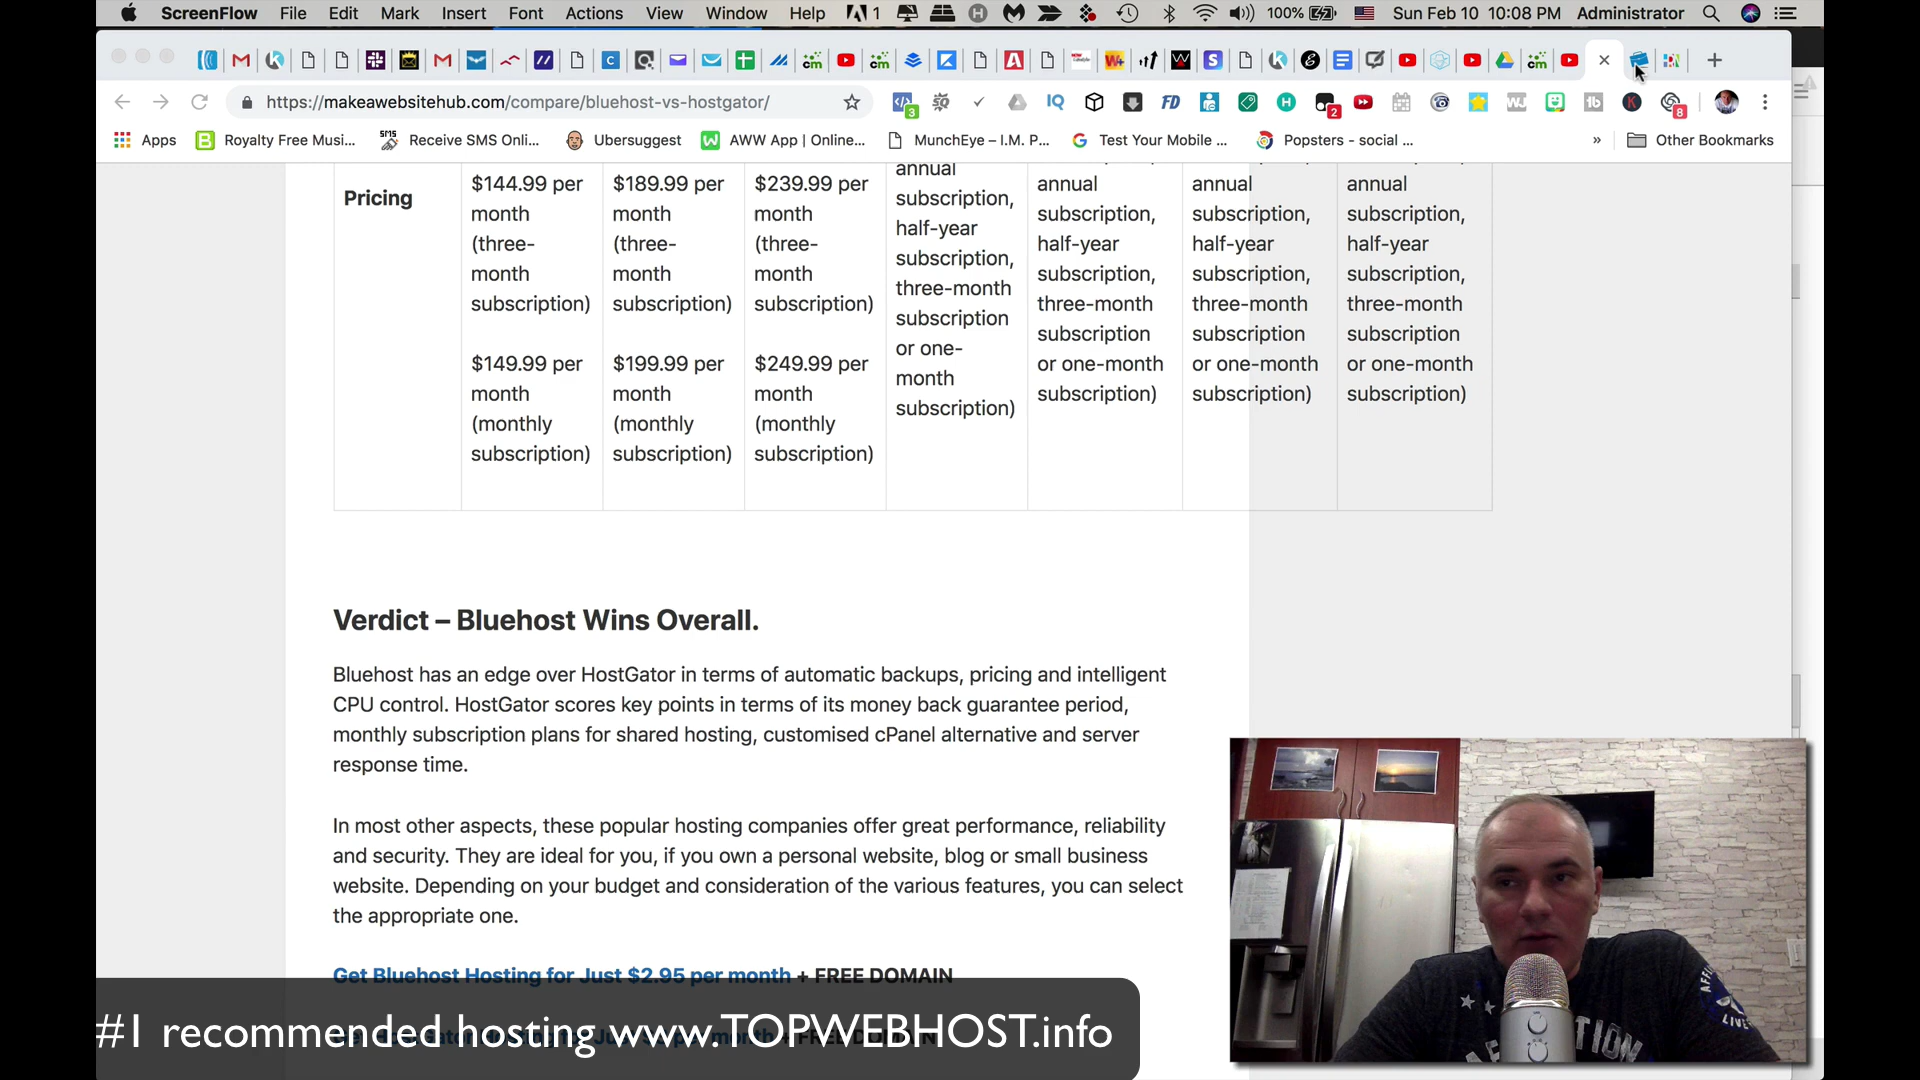 ScreenFlow File Edit Mark Insert Font Actions View Window Help 1 100% Sun Feb 10 10:08 PM Administrator
https://makeawebsitehub.com/compare/bluehost-vs-hostgator/
Apps Royalty Free Musi... Receive SMS Onli... Ubersuggest AWW App | Online... MunchEye – I.M. P... Test Your Mobile ... Popsters - social ... » Other Bookmarks
Pricing
$144.99 per
month
(three-
month
subscription)
$149.99 per
month
(monthly
subscription)
$189.99 per
month
(three-
month
subscription)
$199.99 per
month
(monthly
subscription)
$239.99 per
month
(three-
month
subscription)
$249.99 per
month
(monthly
subscription)
annual
subscription,
half-year
subscription,
three-month
subscription
or one-
month
subscription)
annual
subscription,
half-year
subscription,
three-month
subscription
or one-month
subscription)
annual
subscription,
half-year
subscription,
three-month
subscription
or one-month
subscription)
annual
subscription,
half-year
subscription,
three-month
subscription
or one-month
subscription)
Verdict – Bluehost Wins Overall.
Bluehost has an edge over HostGator in terms of automatic backups, pricing and intelligent
CPU control. HostGator scores key points in terms of its money back guarantee period,
monthly subscription plans for shared hosting, customised cPanel alternative and server
response time.
In most other aspects, these popular hosting companies offer great performance, reliability
and security. They are ideal for you, if you own a personal website, blog or small business
website. Depending on your budget and consideration of the various features, you can select
the appropriate one.
Get Bluehost Hosting for Just $2.95 per month + FREE DOMAIN
#1 recommended hosting www.TOPWEBHOST.info